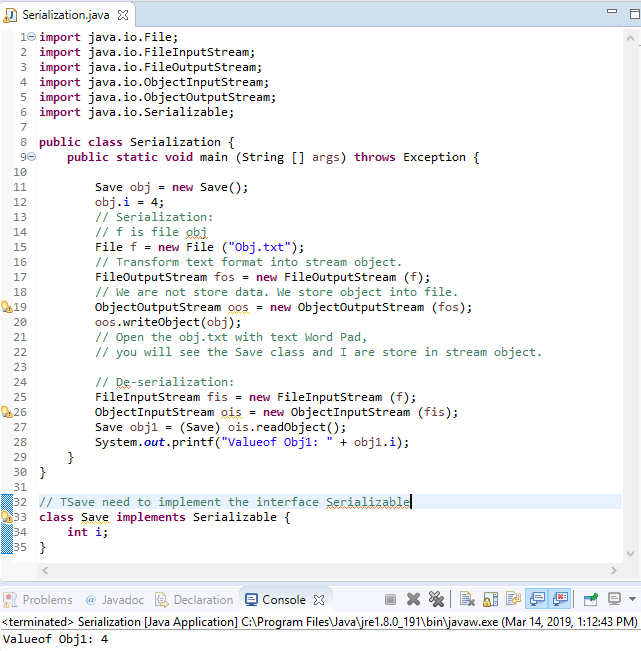 Serialization.java
1 import java.io.File;
2 import java.io.FileInputStream;
3 import java.io.FileOutputStream;
4 import java.io.ObjectInputStream;
5 import java.io.ObjectOutputStream;
6 import java.io.Serializable;
7
8 public class Serialization {
9     public static void main (String [] args) throws Exception {
10
11         Save obj = new Save();
12         obj.i = 4;
13         // Serialization:
14         // f is file obj
15         File f = new File ("Obj.txt");
16         // Transform text format into stream object.
17         FileOutputStream fos = new FileOutputStream (f);
18         // We are not store data. We store object into file.
19         ObjectOutputStream oos = new ObjectOutputStream (fos);
20         oos.writeObject(obj);
21         // Open the obj.txt with text Word Pad,
22         // you will see the Save class and I are store in stream object.
23
24         // De-serialization:
25         FileInputStream fis = new FileInputStream (f);
26         ObjectInputStream ois = new ObjectInputStream (fis);
27         Save obj1 = (Save) ois.readObject();
28         System.out.printf("Valueof Obj1: " + obj1.i);
29     }
30 }
31
32 // TSave need to implement the interface Serializable
33 class Save implements Serializable {
34     int i;
35 }
Problems @ Javadoc Declaration Console
<terminated> Serialization [Java Application] C:\Program Files\Java\jre1.8.0_191\bin\javaw.exe (Mar 14, 2019, 1:12:43 PM)
Valueof Obj1: 4